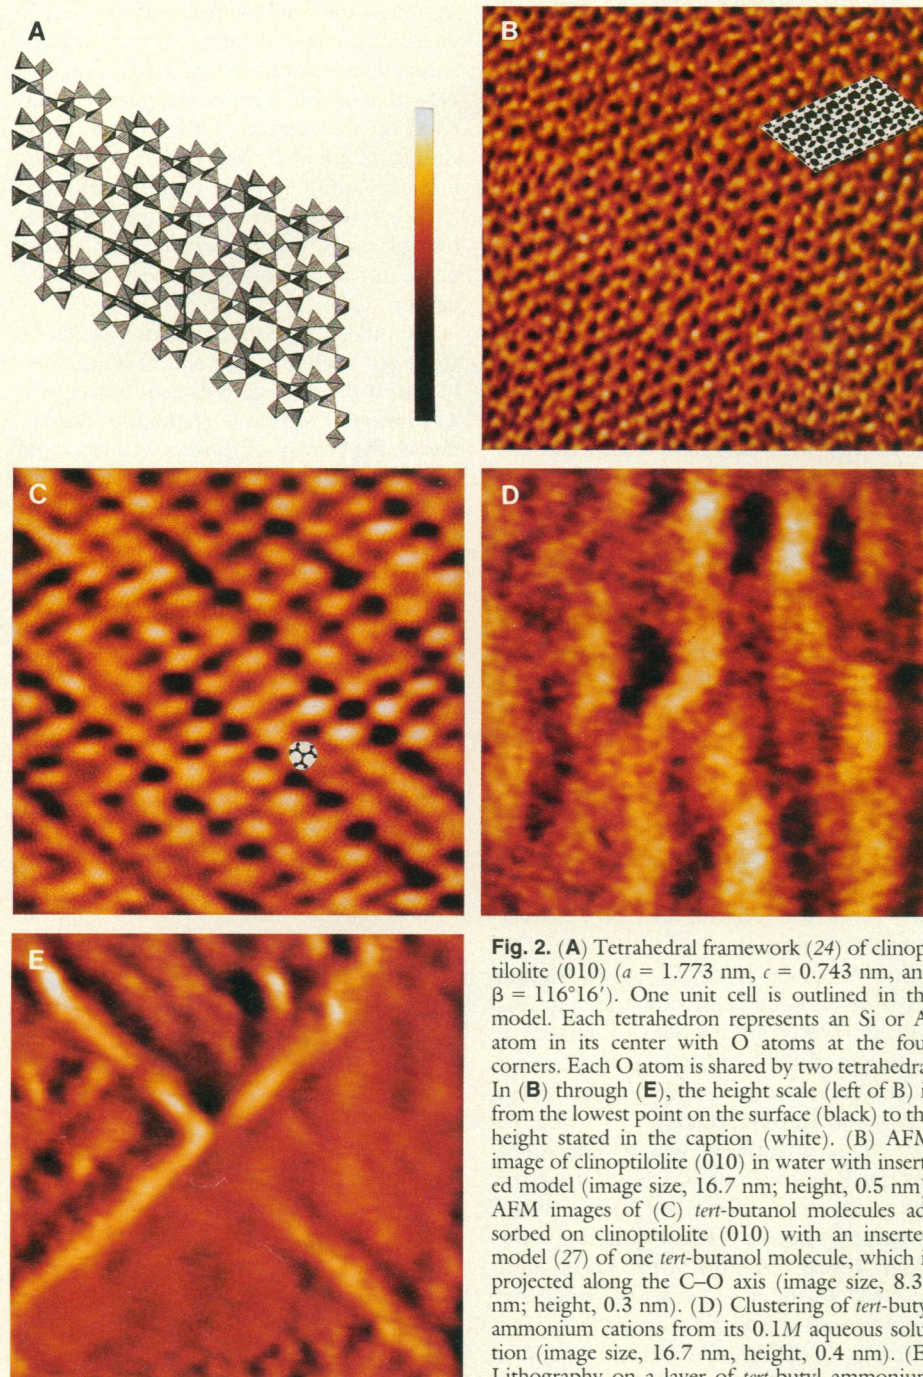 A
B
C
D
E
Fig. 2. (A) Tetrahedral framework (24) of clinop-
tilolite (010) (a = 1.773 nm, c = 0.743 nm, an
β = 116°16′). One unit cell is outlined in th
model. Each tetrahedron represents an Si or A
atom in its center with O atoms at the fou
corners. Each O atom is shared by two tetrahedra
In (B) through (E), the height scale (left of B) i
from the lowest point on the surface (black) to th
height stated in the caption (white). (B) AFM
image of clinoptilolite (010) in water with insert
ed model (image size, 16.7 nm; height, 0.5 nm)
AFM images of (C) tert-butanol molecules ad
sorbed on clinoptilolite (010) with an inserte
model (27) of one tert-butanol molecule, which i
projected along the C–O axis (image size, 8.3
nm; height, 0.3 nm). (D) Clustering of tert-buty
ammonium cations from its 0.1M aqueous solu
tion (image size, 16.7 nm, height, 0.4 nm). (E
Lithography on a layer of tert-butyl ammonium